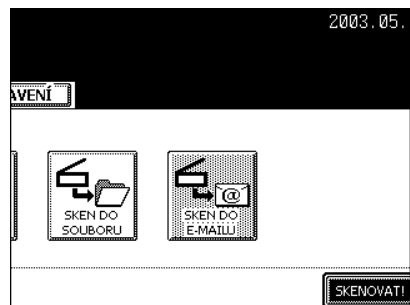 2003.05.
AVENÍ
SKEN DO
SOUBORU
SKEN DO
E-MAILU
SKENOVAT!